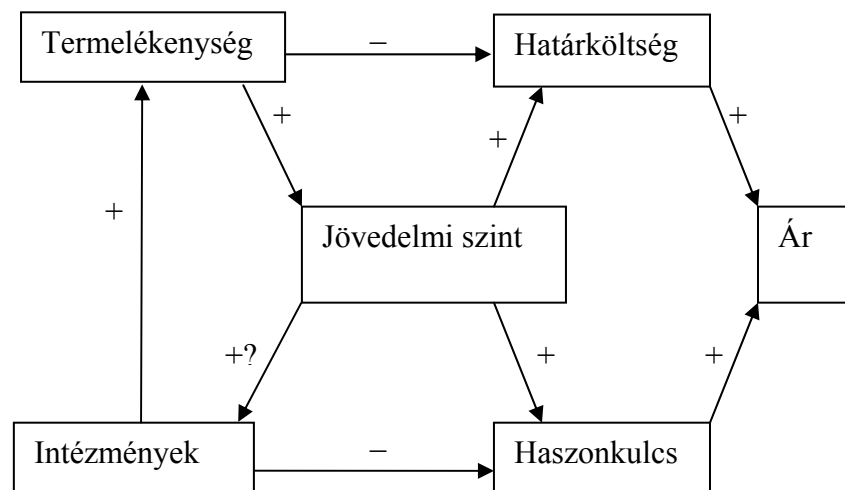 Termelékenység
–
Határköltség
+
+
+
+
Jövedelmi szint
Ár
+?
+
+
Intézmények
–
Haszonkulcs